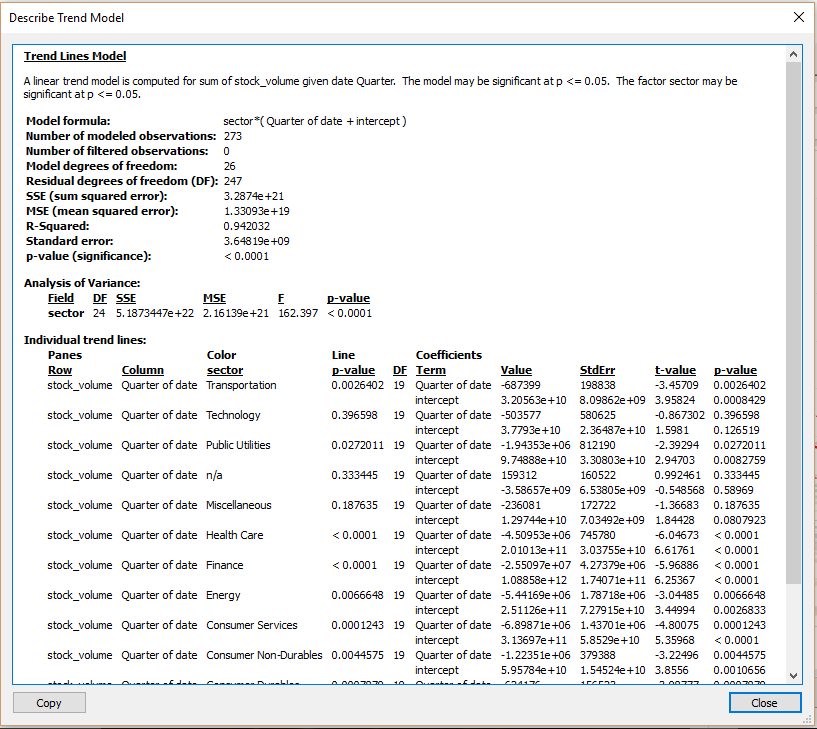 Describe Trend Model
Trend Lines Model
A linear trend model is computed for sum of stock_volume given date Quarter. The model may be significant at p <= 0.05. The factor sector may be
significant at p <= 0.05.
Model formula: sector*( Quarter of date + intercept )
Number of modeled observations: 273
Number of filtered observations: 0
Model degrees of freedom: 26
Residual degrees of freedom (DF): 247
SSE (sum squared error): 3.2874e+21
MSE (mean squared error): 1.33093e+19
R-Squared: 0.942032
Standard error: 3.64819e+09
p-value (significance): < 0.0001
Analysis of Variance:
Field DF SSE MSE F p-value
sector 24 5.1873447e+22 2.16139e+21 162.397 < 0.0001
Individual trend lines:
Panes Color Line Coefficients
Row Column sector p-value DF Term Value StdErr t-value p-value
stock_volume Quarter of date Transportation 0.0026402 19 Quarter of date -687399 198838 -3.45709 0.0026402
intercept 3.20563e+10 8.09862e+09 3.95824 0.0008429
stock_volume Quarter of date Technology 0.396598 19 Quarter of date -503577 580625 -0.867302 0.396598
intercept 3.7793e+10 2.36487e+10 1.5981 0.126519
stock_volume Quarter of date Public Utilities 0.0272011 19 Quarter of date -1.94353e+06 812190 -2.39294 0.0272011
intercept 9.74888e+10 3.30803e+10 2.94703 0.0082759
stock_volume Quarter of date n/a 0.333445 19 Quarter of date 159312 160522 0.992461 0.333445
intercept -3.58657e+09 6.53805e+09 -0.548568 0.58969
stock_volume Quarter of date Miscellaneous 0.187635 19 Quarter of date -236081 172722 -1.36683 0.187635
intercept 1.29744e+10 7.03492e+09 1.84428 0.0807923
stock_volume Quarter of date Health Care < 0.0001 19 Quarter of date -4.50953e+06 745780 -6.04673 < 0.0001
intercept 2.01013e+11 3.03755e+10 6.61761 < 0.0001
stock_volume Quarter of date Finance < 0.0001 19 Quarter of date -2.55097e+07 4.27379e+06 -5.96886 < 0.0001
intercept 1.08858e+12 1.74071e+11 6.25367 < 0.0001
stock_volume Quarter of date Energy 0.0066648 19 Quarter of date -5.44169e+06 1.78718e+06 -3.04485 0.0066648
intercept 2.51126e+11 7.27915e+10 3.44994 0.0026833
stock_volume Quarter of date Consumer Services 0.0001243 19 Quarter of date -6.89871e+06 1.43701e+06 -4.80075 0.0001243
intercept 3.13697e+11 5.8529e+10 5.35968 < 0.0001
stock_volume Quarter of date Consumer Non-Durables 0.0044575 19 Quarter of date -1.22351e+06 379388 -3.22496 0.0044575
intercept 5.95784e+10 1.54524e+10 3.8556 0.0010656
stock_volume Quarter of date Consumer Durables 19 Quarter of date
Copy
Close